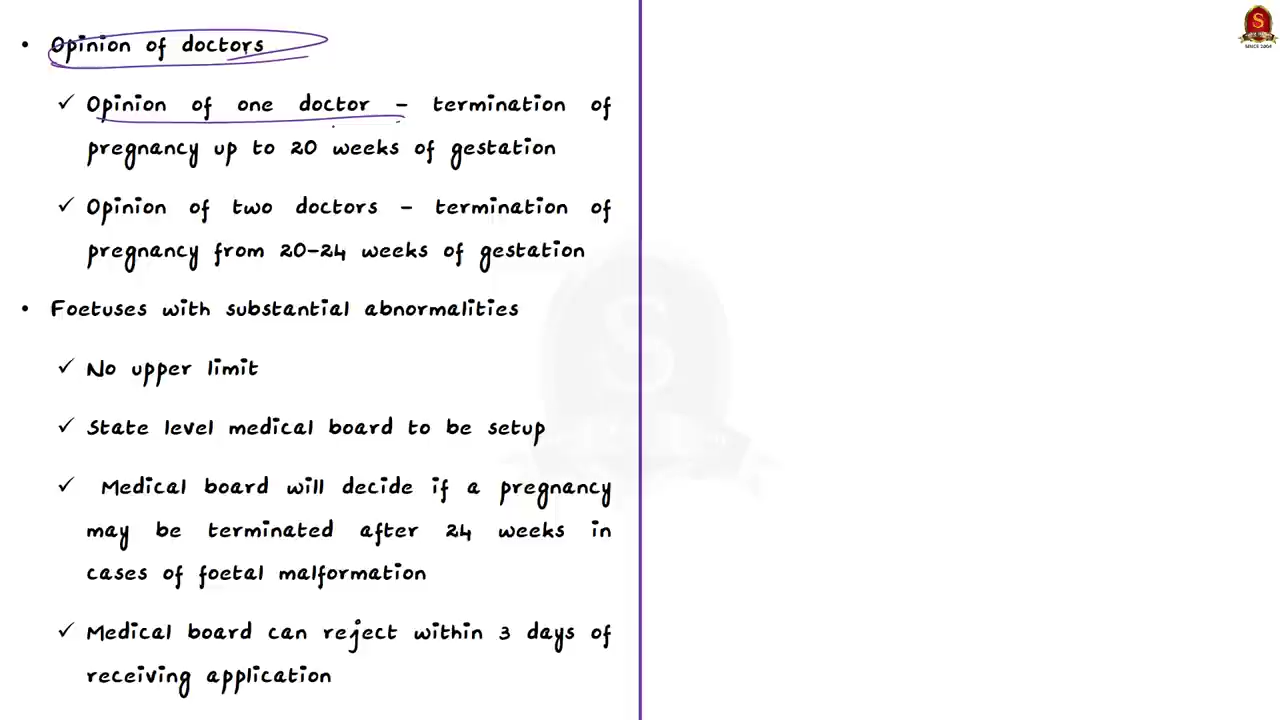 • Opinion of doctors
✓ Opinion of one doctor – termination of
pregnancy up to 20 weeks of gestation
✓ Opinion of two doctors – termination of
pregnancy from 20-24 weeks of gestation
• Foetuses with substantial abnormalities
✓ No upper limit
✓ State level medical board to be setup
✓ Medical board will decide if a pregnancy
may be terminated after 24 weeks in
cases of foetal malformation
✓ Medical board can reject within 3 days of
receiving application
S
SINCE 2004